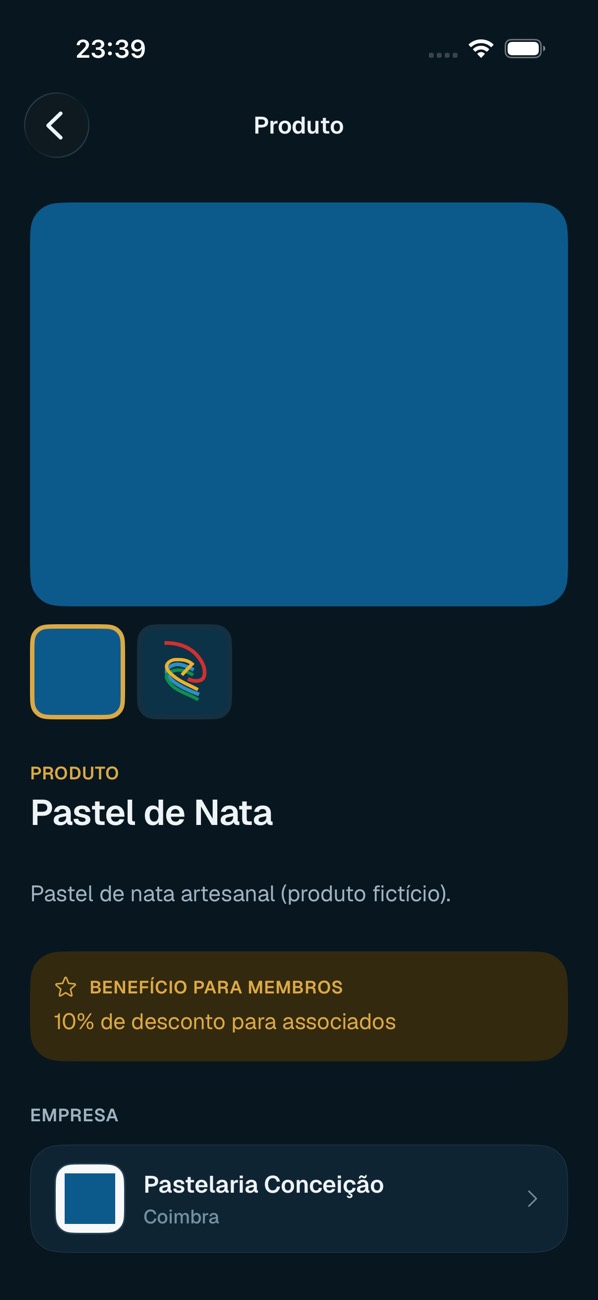 23:39
Produto
PRODUTO
Pastel de Nata
Pastel de nata artesanal (produto fictício).
BENEFÍCIO PARA MEMBROS
10% de desconto para associados
EMPRESA
Pastelaria Conceição
Coimbra